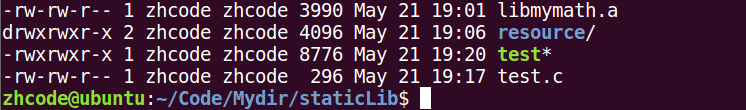 -rw-rw-r-- 1 zhcode zhcode 3990 May 21 19:01 libmymath.a
drwxrwxr-x 2 zhcode zhcode 4096 May 21 19:06 resource/
-rwxrwxr-x 1 zhcode zhcode 8776 May 21 19:20 test*
-rw-rw-r-- 1 zhcode zhcode  296 May 21 19:17 test.c
zhcode@ubuntu:~/Code/Mydir/staticLib$